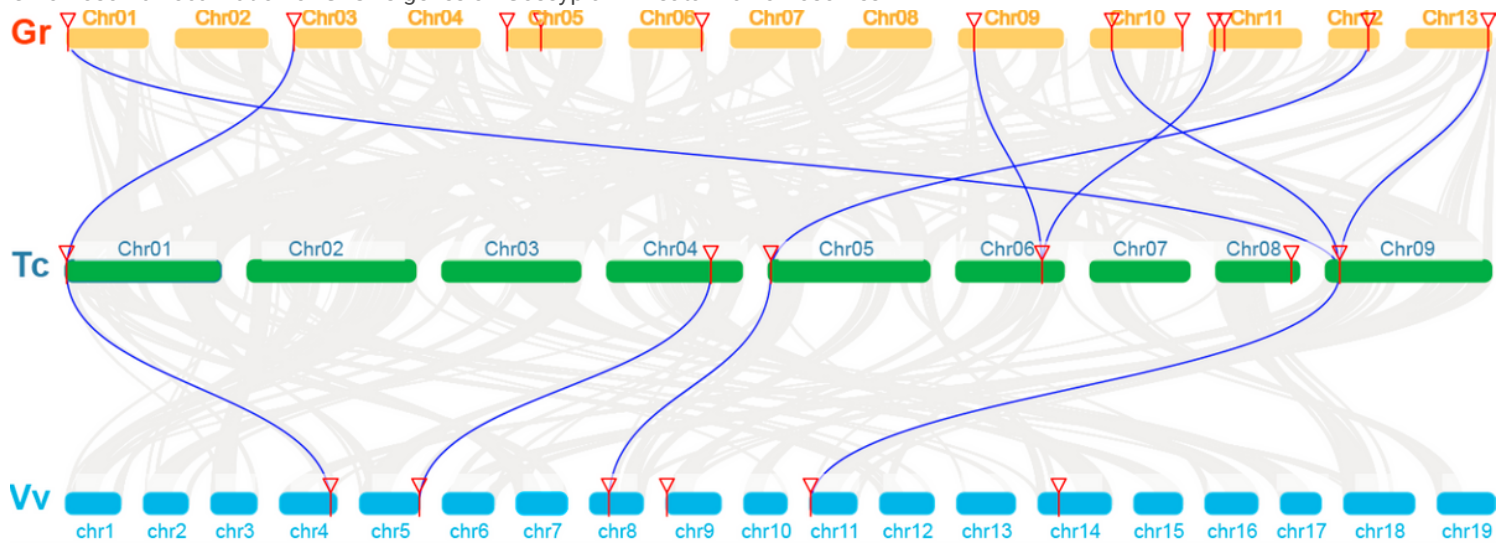 Gr Chr01 Chr02 Chr03 Chr04 Chr05 Chr06 Chr07 Chr08 Chr09 Chr10 Chr11 Chr12 Chr13
Tc Chr01 Chr02 Chr03 Chr04 Chr05 Chr06 Chr07 Chr08 Chr09
Vv chr1 chr2 chr3 chr4 chr5 chr6 chr7 chr8 chr9 chr10 chr11 chr12 chr13 chr14 chr15 chr16 chr17 chr18 chr19